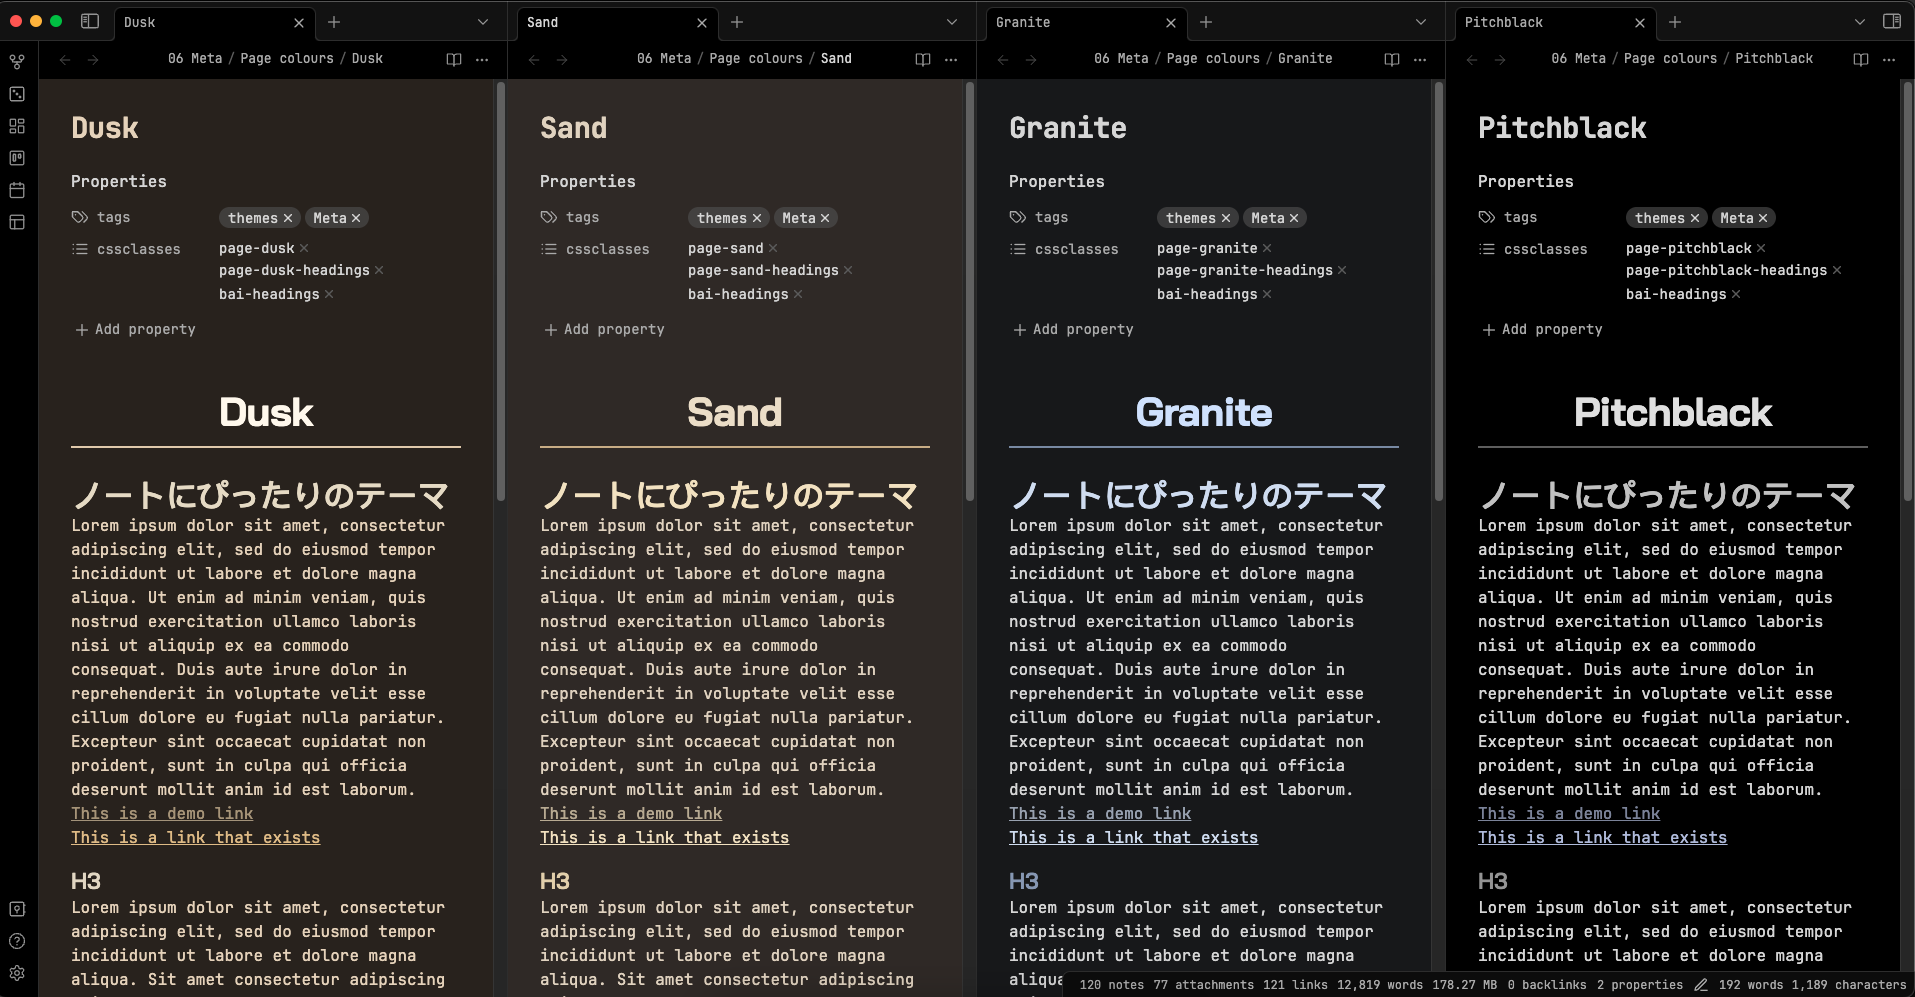 Dusk
Sand
Granite
Pitchblack
06 Meta / Page colours / Dusk
06 Meta / Page colours / Sand
06 Meta / Page colours / Granite
06 Meta / Page colours / Pitchblack
Dusk
Properties
tags themes Meta
cssclasses page-dusk
page-dusk-headings
bai-headings
Add property
Dusk
ノートにぴったりのテーマ
Lorem ipsum dolor sit amet, consectetur
adipiscing elit, sed do eiusmod tempor
incididunt ut labore et dolore magna
aliqua. Ut enim ad minim veniam, quis
nostrud exercitation ullamco laboris
nisi ut aliquip ex ea commodo
consequat. Duis aute irure dolor in
reprehenderit in voluptate velit esse
cillum dolore eu fugiat nulla pariatur.
Excepteur sint occaecat cupidatat non
proident, sunt in culpa qui officia
deserunt mollit anim id est laborum.
This is a demo link
This is a link that exists
H3
Lorem ipsum dolor sit amet, consectetur
adipiscing elit, sed do eiusmod tempor
incididunt ut labore et dolore magna
aliqua. Sit amet consectetur adipiscing
Sand
Properties
tags themes Meta
cssclasses page-sand
page-sand-headings
bai-headings
Add property
Sand
ノートにぴったりのテーマ
Lorem ipsum dolor sit amet, consectetur
adipiscing elit, sed do eiusmod tempor
incididunt ut labore et dolore magna
aliqua. Ut enim ad minim veniam, quis
nostrud exercitation ullamco laboris
nisi ut aliquip ex ea commodo
consequat. Duis aute irure dolor in
reprehenderit in voluptate velit esse
cillum dolore eu fugiat nulla pariatur.
Excepteur sint occaecat cupidatat non
proident, sunt in culpa qui officia
deserunt mollit anim id est laborum.
This is a demo link
This is a link that exists
H3
Lorem ipsum dolor sit amet, consectetur
adipiscing elit, sed do eiusmod tempor
incididunt ut labore et dolore magna
aliqua. Sit amet consectetur adipiscing
Granite
Properties
tags themes Meta
cssclasses page-granite
page-granite-headings
bai-headings
Add property
Granite
ノートにぴったりのテーマ
Lorem ipsum dolor sit amet, consectetur
adipiscing elit, sed do eiusmod tempor
incididunt ut labore et dolore magna
aliqua. Ut enim ad minim veniam, quis
nostrud exercitation ullamco laboris
nisi ut aliquip ex ea commodo
consequat. Duis aute irure dolor in
reprehenderit in voluptate velit esse
cillum dolore eu fugiat nulla pariatur.
Excepteur sint occaecat cupidatat non
proident, sunt in culpa qui officia
deserunt mollit anim id est laborum.
This is a demo link
This is a link that exists
H3
Lorem ipsum dolor sit amet, consectetur
adipiscing elit, sed do eiusmod tempor
incididunt ut labore et dolore magna
aliqua
Pitchblack
Properties
tags themes Meta
cssclasses page-pitchblack
page-pitchblack-headings
bai-headings
Add property
Pitchblack
ノートにぴったりのテーマ
Lorem ipsum dolor sit amet, consectetur
adipiscing elit, sed do eiusmod tempor
incididunt ut labore et dolore magna
aliqua. Ut enim ad minim veniam, quis
nostrud exercitation ullamco laboris
nisi ut aliquip ex ea commodo
consequat. Duis aute irure dolor in
reprehenderit in voluptate velit esse
cillum dolore eu fugiat nulla pariatur.
Excepteur sint occaecat cupidatat non
proident, sunt in culpa qui officia
deserunt mollit anim id est laborum.
This is a demo link
This is a link that exists
H3
Lorem ipsum dolor sit amet, consectetur
adipiscing elit, sed do eiusmod tempor
incididunt ut labore et dolore magna
120 notes 77 attachments 121 links 12,819 words 178.27 MB 0 backlinks 2 properties 192 words 1,189 characters